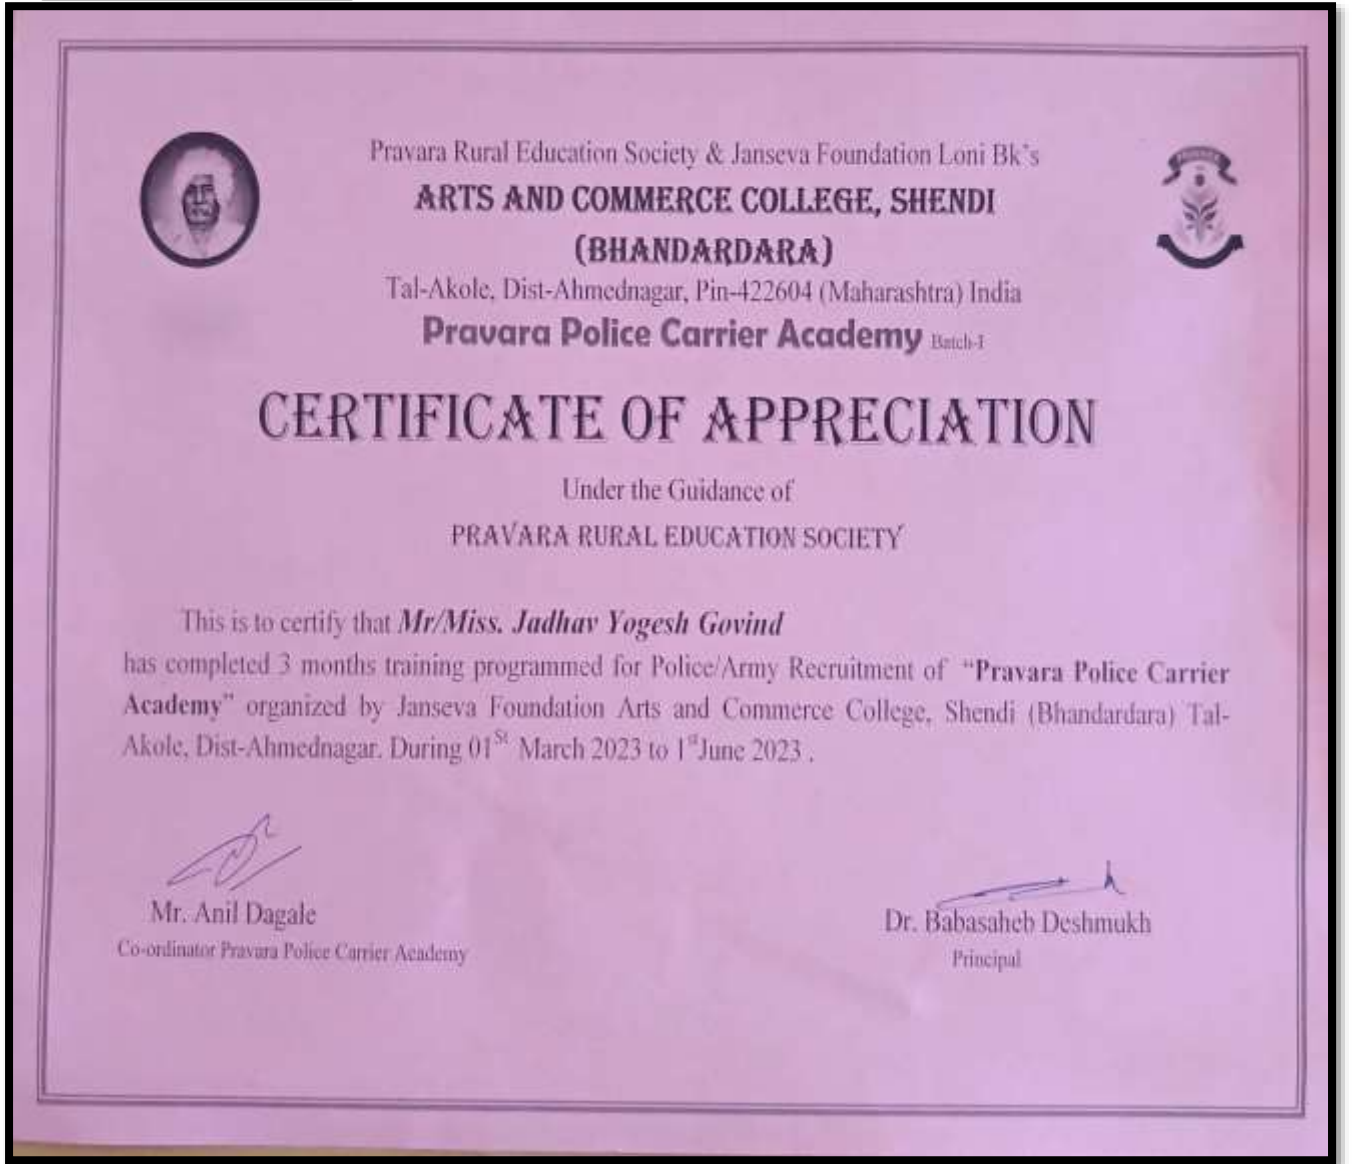 Pravara Rural Education Society & Janseva Foundation Loni Bk's
ARTS AND COMMERCE COLLEGE, SHENDI
(BHANDARDARA)
Tal-Akole, Dist-Ahmednagar, Pin-422604 (Maharashtra) India
Pravara Police Carrier Academy Batch-I
CERTIFICATE OF APPRECIATION
Under the Guidance of
PRAVARA RURAL EDUCATION SOCIETY
This is to certify that Mr/Miss. Jadhav Yogesh Govind
has completed 3 months training programmed for Police/Army Recruitment of "Pravara Police Carrier
Academy" organized by Janseva Foundation Arts and Commerce College, Shendi (Bhandardara) Tal-
Akole, Dist-Ahmednagar. During 01St March 2023 to 1st June 2023 .
Mr. Anil Dagale
Co-ordinator Pravara Police Carrier Academy
Dr. Babasaheb Deshmukh
Principal